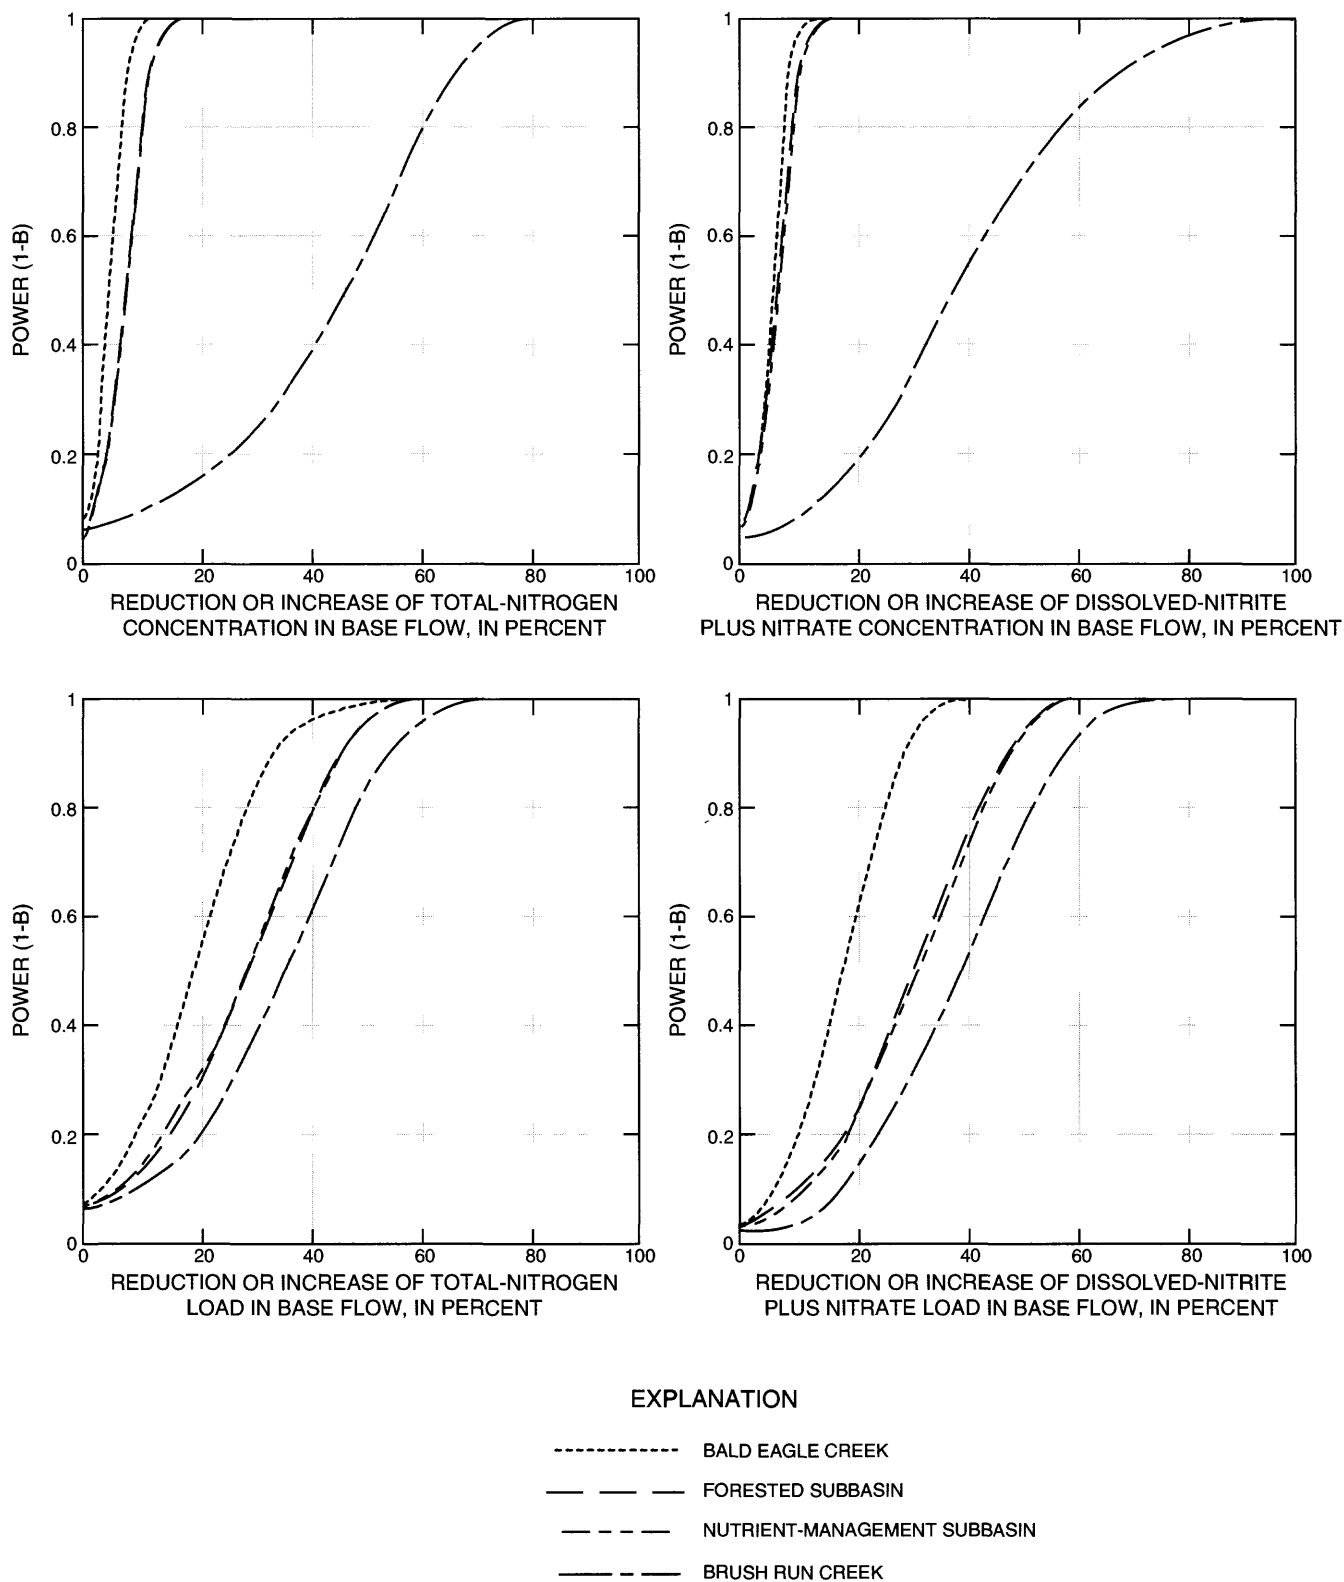 1
0.8
0.6
0.4
0.2
0
POWER (1-B)
0 20 40 60 80 100
REDUCTION OR INCREASE OF TOTAL-NITROGEN
CONCENTRATION IN BASE FLOW, IN PERCENT
1
0.8
0.6
0.4
0.2
0
POWER (1-B)
0 20 40 60 80 100
REDUCTION OR INCREASE OF DISSOLVED-NITRITE
PLUS NITRATE CONCENTRATION IN BASE FLOW, IN PERCENT
1
0.8
0.6
0.4
0.2
0
POWER (1-B)
0 20 40 60 80 100
REDUCTION OR INCREASE OF TOTAL-NITROGEN
LOAD IN BASE FLOW, IN PERCENT
1
0.8
0.6
0.4
0.2
0
POWER (1-B)
0 20 40 60 80 100
REDUCTION OR INCREASE OF DISSOLVED-NITRITE
PLUS NITRATE LOAD IN BASE FLOW, IN PERCENT
EXPLANATION
BALD EAGLE CREEK
FORESTED SUBBASIN
NUTRIENT-MANAGEMENT SUBBASIN
BRUSH RUN CREEK